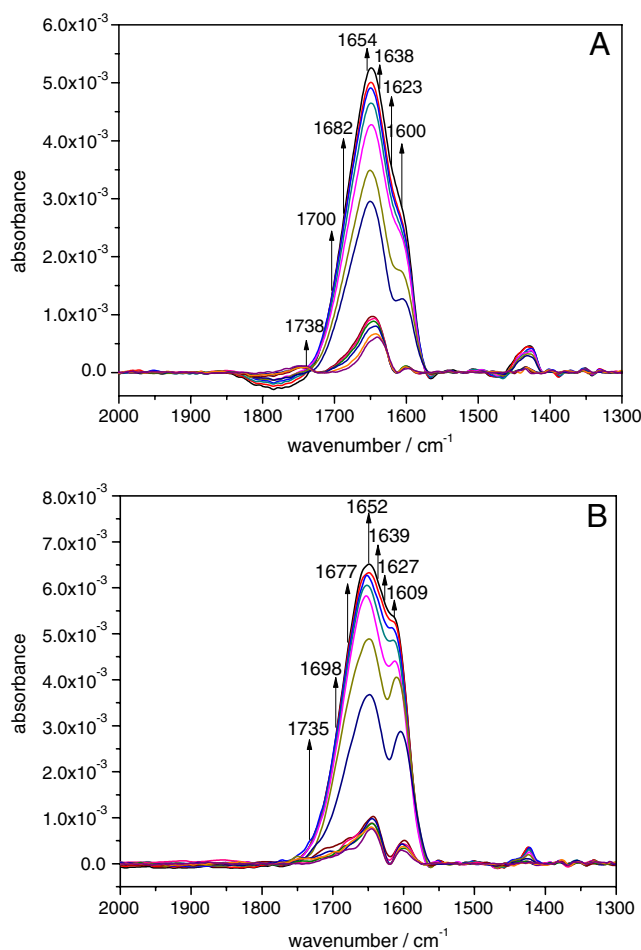 A
6.0x10-3
5.0x10-3
4.0x10-3
3.0x10-3
2.0x10-3
1.0x10-3
0.0
absorbance
1654
1638
1623
1682
1600
1700
1738
2000 1900 1800 1700 1600 1500 1400 1300
wavenumber / cm-1
B
8.0x10-3
7.0x10-3
6.0x10-3
5.0x10-3
4.0x10-3
3.0x10-3
2.0x10-3
1.0x10-3
0.0
absorbance
1652
1639
1627
1677
1609
1698
1735
2000 1900 1800 1700 1600 1500 1400 1300
wavenumber / cm-1